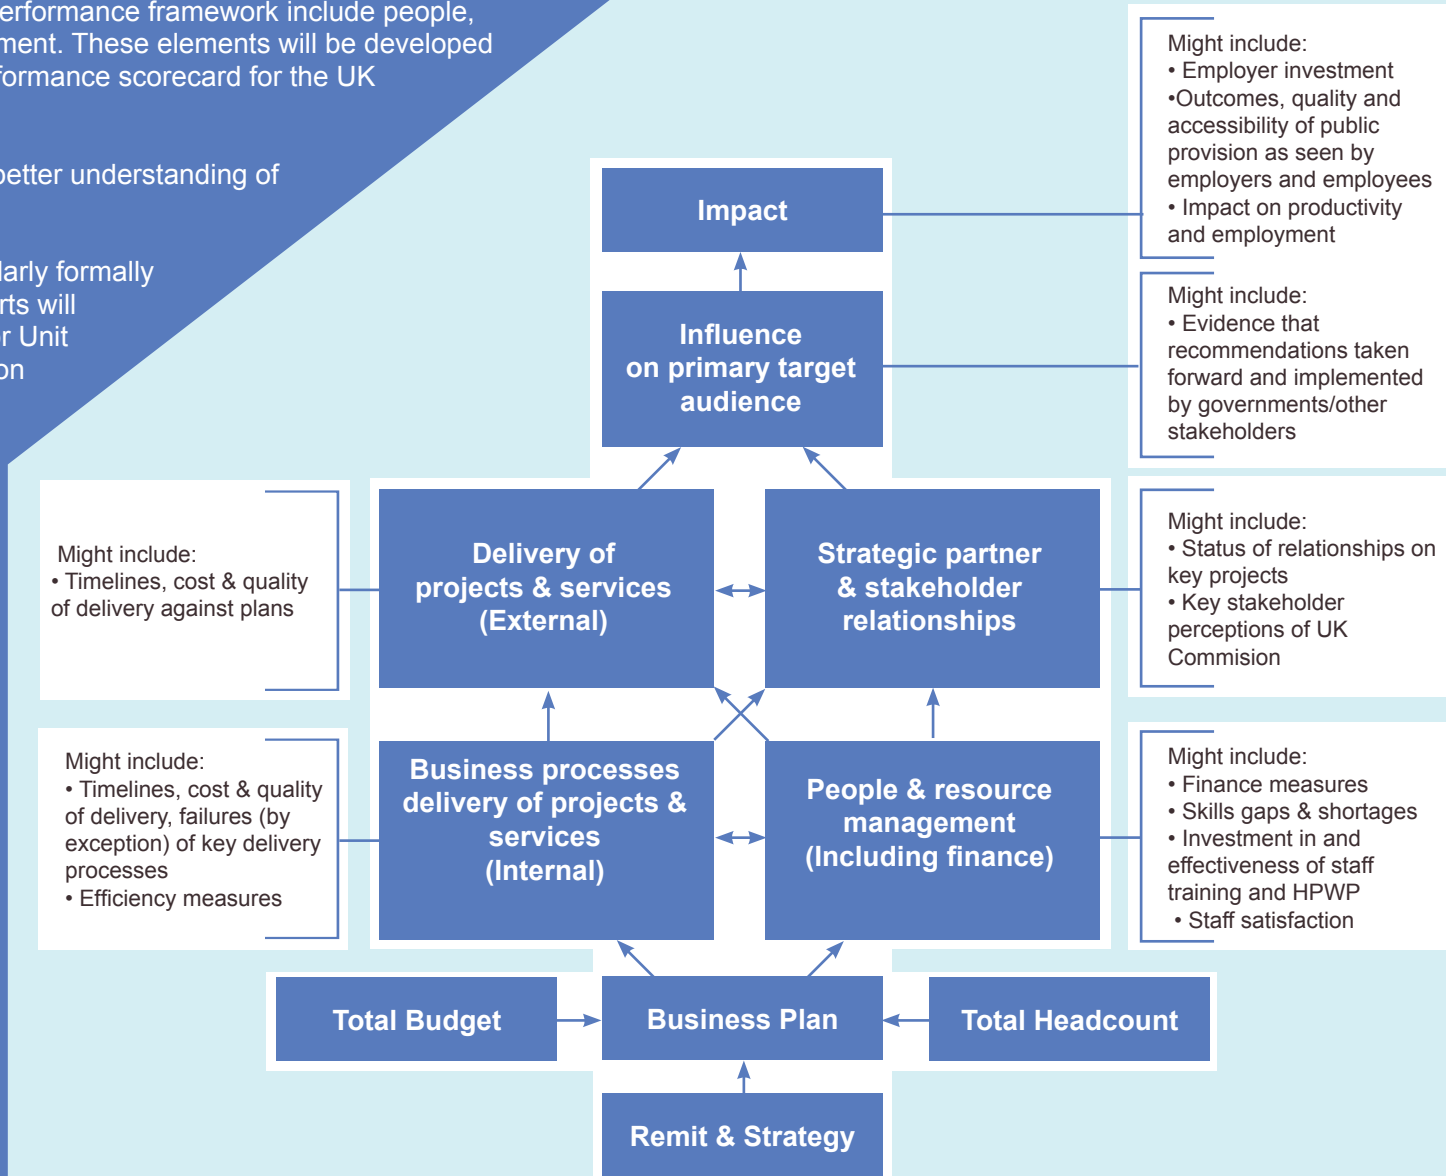 erformance framework include people,
ment. These elements will be developed
formance scorecard for the UK
better understanding of
larly formally
rts will
or Unit
on
Might include:
• Employer investment
•Outcomes, quality and
accessibility of public
provision as seen by
employers and employees
• Impact on productivity
and employment
Impact
Might include:
• Evidence that
recommendations taken
forward and implemented
by governments/other
stakeholders
Influence
on primary target
audience
Might include:
• Timelines, cost & quality
of delivery against plans
Delivery of
projects & services
(External)
Strategic partner
& stakeholder
relationships
Might include:
• Status of relationships on
key projects
• Key stakeholder
perceptions of UK
Commision
Might include:
• Timelines, cost & quality
of delivery, failures (by
exception) of key delivery
processes
• Efficiency measures
Business processes
delivery of projects &
services
(Internal)
People & resource
management
(Including finance)
Might include:
• Finance measures
• Skills gaps & shortages
• Investment in and
effectiveness of staff
training and HPWP
• Staff satisfaction
Total Budget
Business Plan
Total Headcount
Remit & Strategy